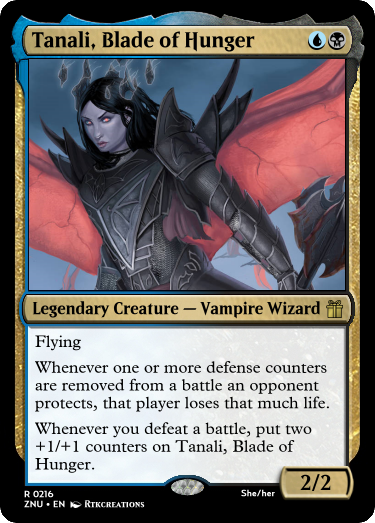 Tanali, Blade of Hunger
Legendary Creature — Vampire Wizard
Flying
Whenever one or more defense counters
are removed from a battle an opponent
protects, that player loses that much life.
Whenever you defeat a battle, put two
+1/+1 counters on Tanali, Blade of
Hunger.
2/2
R 0216
ZNU • EN RTKCREATIONS
She/her